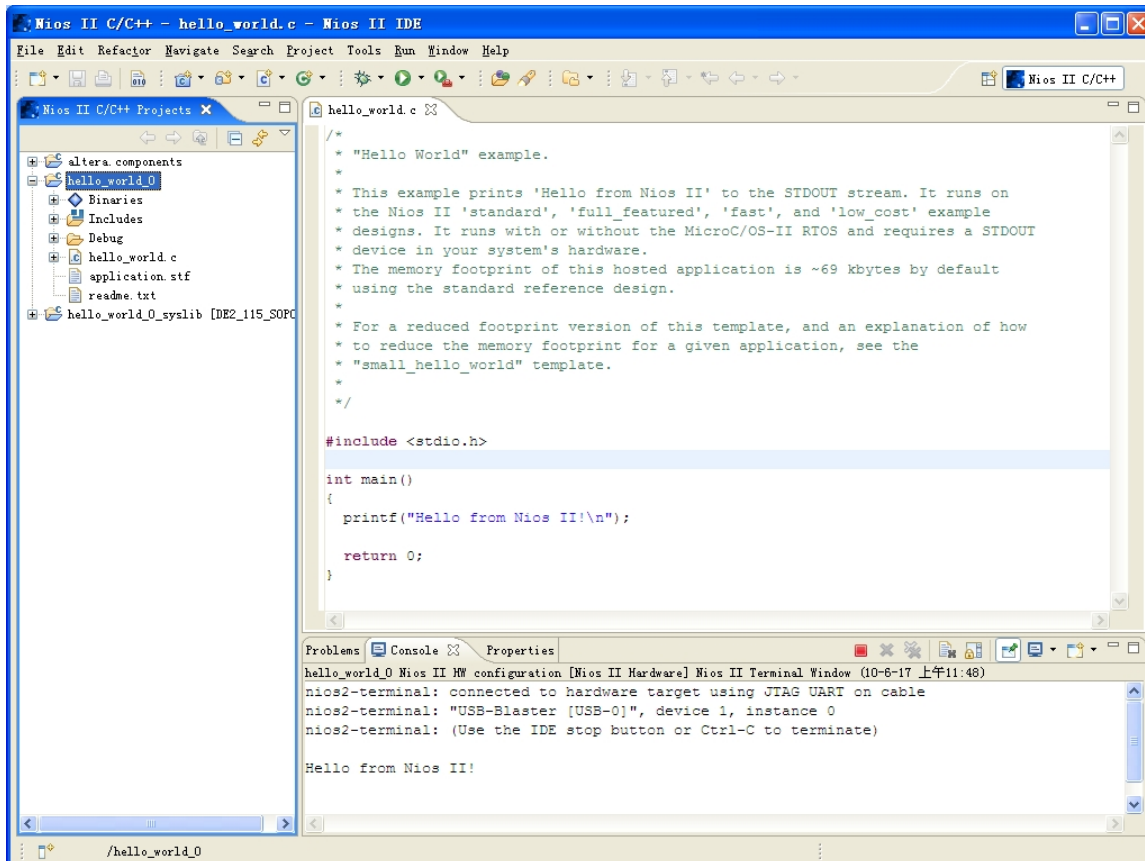 Nios II C/C++ - hello_world.c - Nios II IDE
File Edit Refactor Navigate Search Project Tools Run Window Help
Nios II C/C++
Nios II C/C++ Projects
hello_world.c
altera.components
hello_world_0
Binaries
Includes
Debug
hello_world.c
application.stf
readme.txt
hello_world_0_syslib [DE2_115_SOPC
/*
* "Hello World" example.
*
* This example prints 'Hello from Nios II' to the STDOUT stream. It runs on
* the Nios II 'standard', 'full_featured', 'fast', and 'low_cost' example
* designs. It runs with or without the MicroC/OS-II RTOS and requires a STDOUT
* device in your system's hardware.
* The memory footprint of this hosted application is ~69 kbytes by default
* using the standard reference design.
*
* For a reduced footprint version of this template, and an explanation of how
* to reduce the memory footprint for a given application, see the
* "small_hello_world" template.
*
*/
#include <stdio.h>
int main()
{
printf("Hello from Nios II!\n");
return 0;
}
Problems Console Properties
hello_world_0 Nios II HW configuration [Nios II Hardware] Nios II Terminal Window (10-6-17 上午11:48)
nios2-terminal: connected to hardware target using JTAG UART on cable
nios2-terminal: "USB-Blaster [USB-0]", device 1, instance 0
nios2-terminal: (Use the IDE stop button or Ctrl-C to terminate)
Hello from Nios II!
/hello_world_0